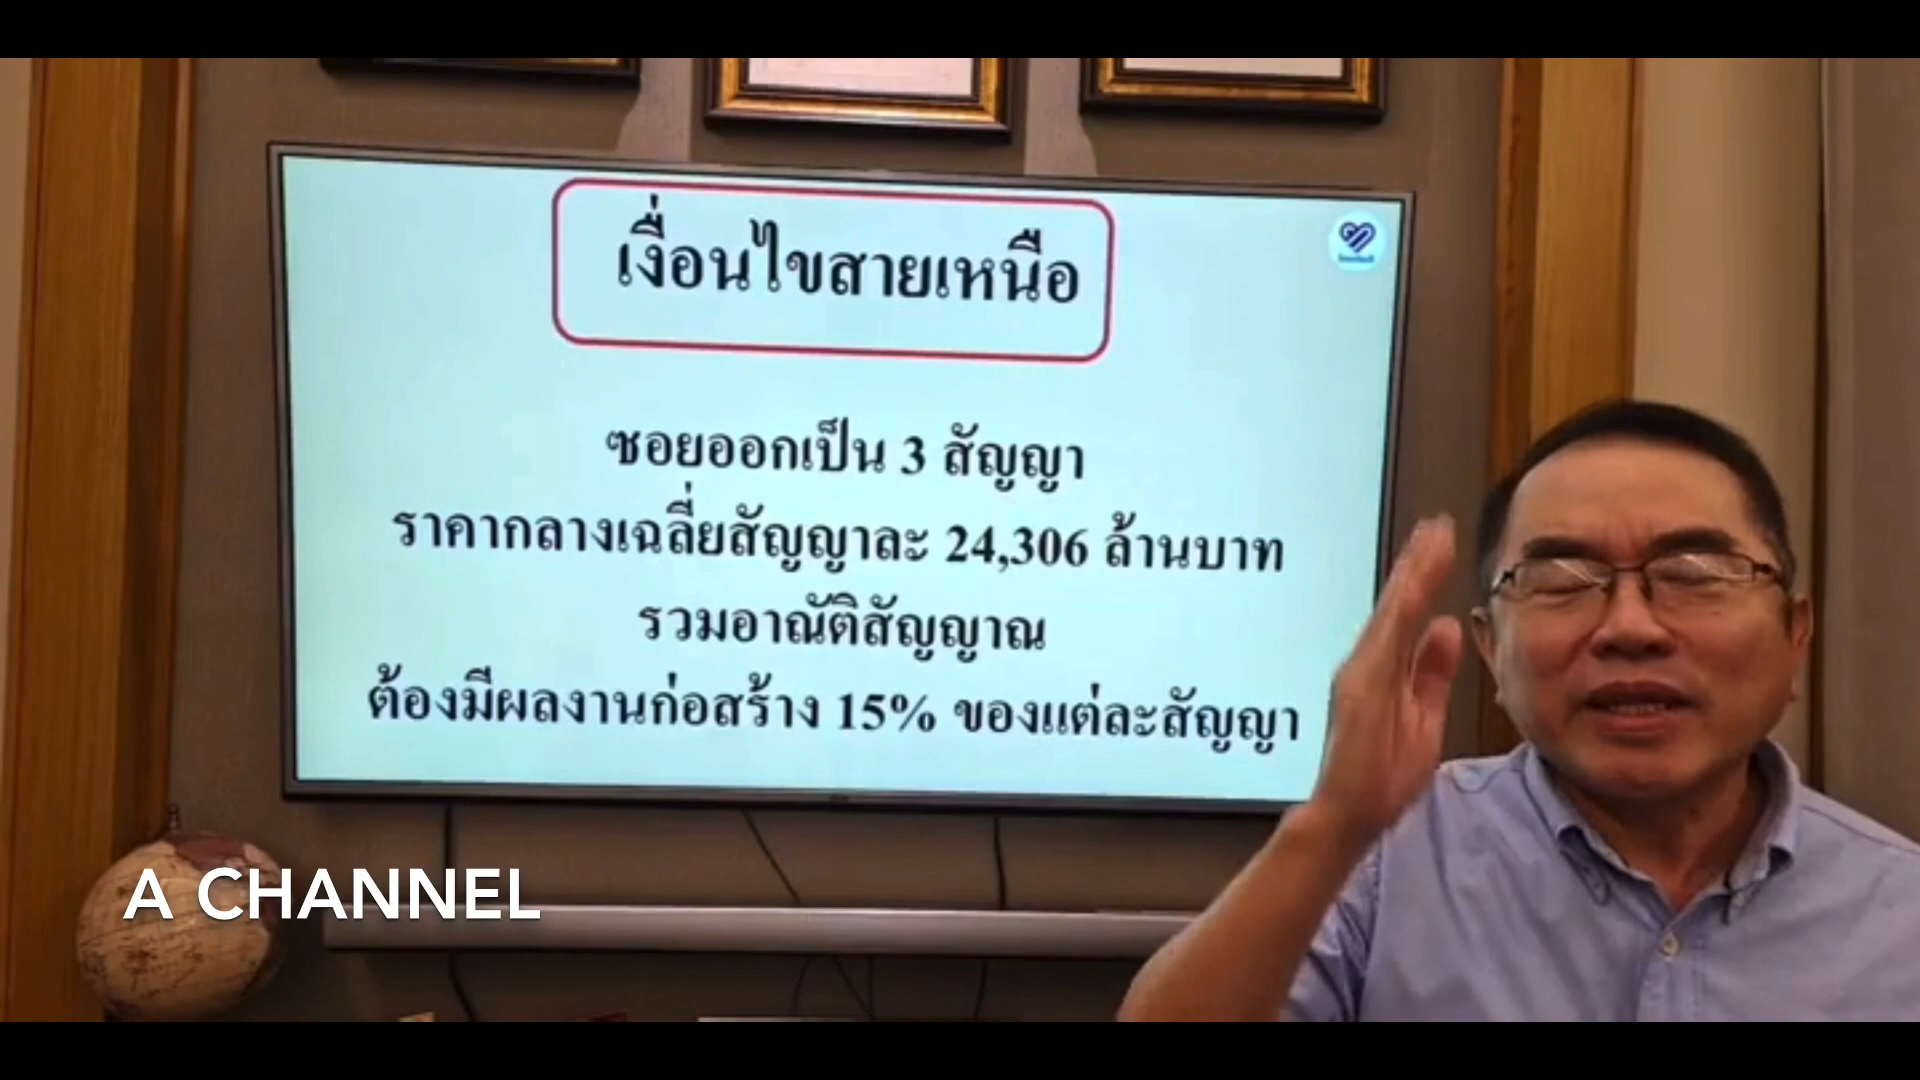 เงื่อนไขสายเหนือ
ซอยออกเป็น 3 สัญญา
ราคากลางเฉลี่ยสัญญาละ 24,306 ล้านบาท
รวมอาณัติสัญญาณ
ต้องมีผลงานก่อสร้าง 15% ของแต่ละสัญญา
A CHANNEL